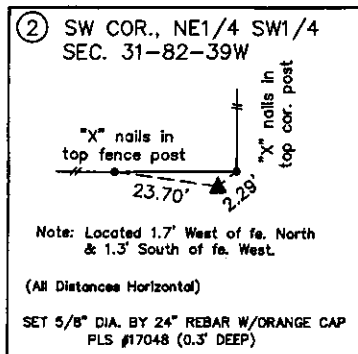 2 SW COR., NE1/4 SW1/4
SEC. 31-82-39W
"X" nails in
top cor. post
"X" nails in
top fence post
23.70'
2.29'
Note: Located 1.7' West of fe. North
& 1.3' South of fe. West.
(All Distances Horizontal)
SET 5/8" DIA. BY 24" REBAR W/ORANGE CAP
PLS #17048 (0.3' DEEP)